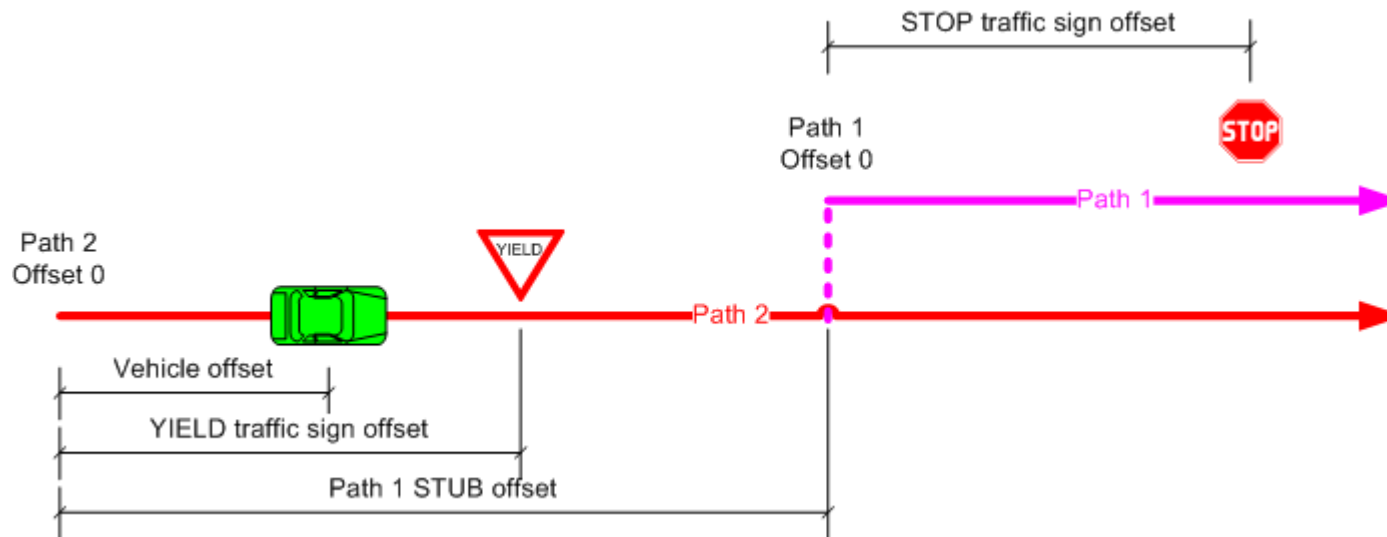 STOP traffic sign offset
Path 1
Offset 0
STOP
Path 1
Path 2
Offset 0
YIELD
Path 2
Vehicle offset
YIELD traffic sign offset
Path 1 STUB offset